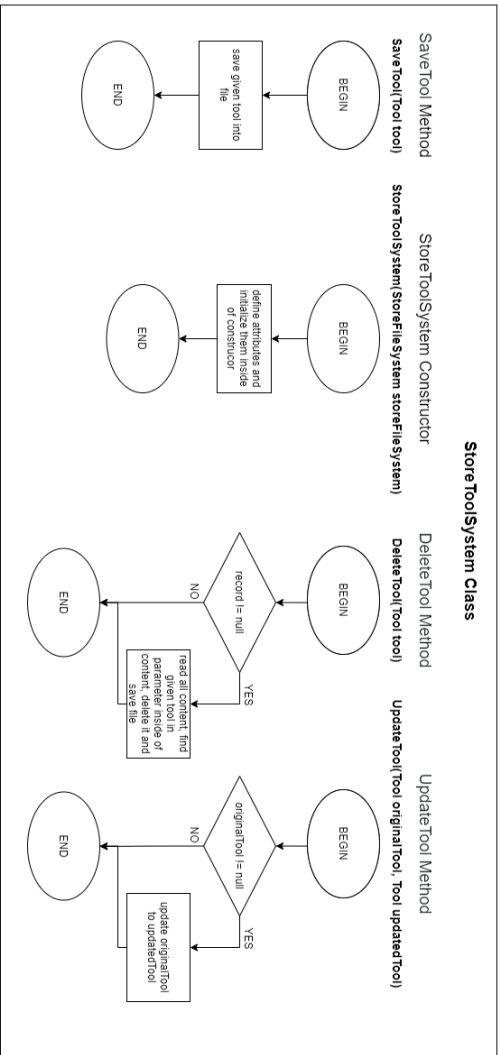 StoreToolSystem Class
SaveTool Method
SaveTool(Tool tool)
BEGIN
save given tool into
file
END
StoreToolSystem Constructor
StoreToolSystem(StoreFileSystem storeFileSystem)
BEGIN
define attributes and
initialize them inside
of construcor
END
DeleteTool Method
DeleteTool(Tool tool)
BEGIN
record != null
YES
NO
read all content, find
given tool in
parameter inside of
content, delete it and
save file
END
UpdateTool Method
UpdateTool(Tool originalTool, Tool updatedTool)
BEGIN
originalTool != null
YES
NO
update originalTool
to updatedTool
END